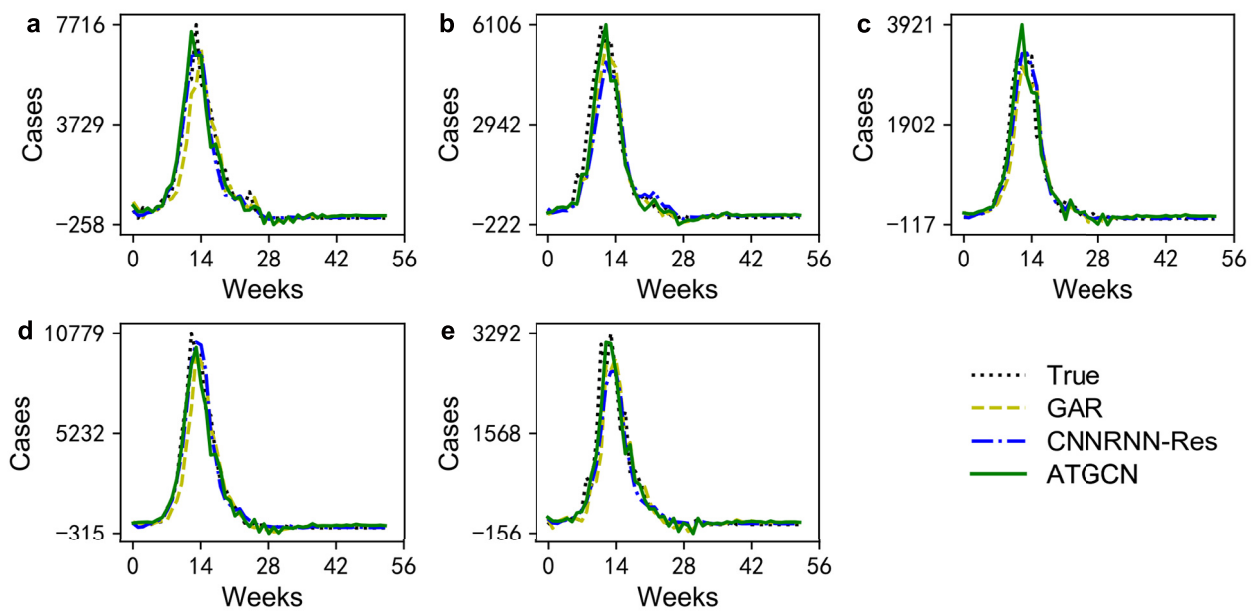 a
7716
3729
−258
Cases
0 14 28 42 56
Weeks
b
6106
2942
−222
Cases
0 14 28 42 56
Weeks
c
3921
1902
−117
Cases
0 14 28 42 56
Weeks
d
10779
5232
−315
Cases
0 14 28 42 56
Weeks
e
3292
1568
−156
Cases
0 14 28 42 56
Weeks
True
GAR
CNNRNN-Res
ATGCN